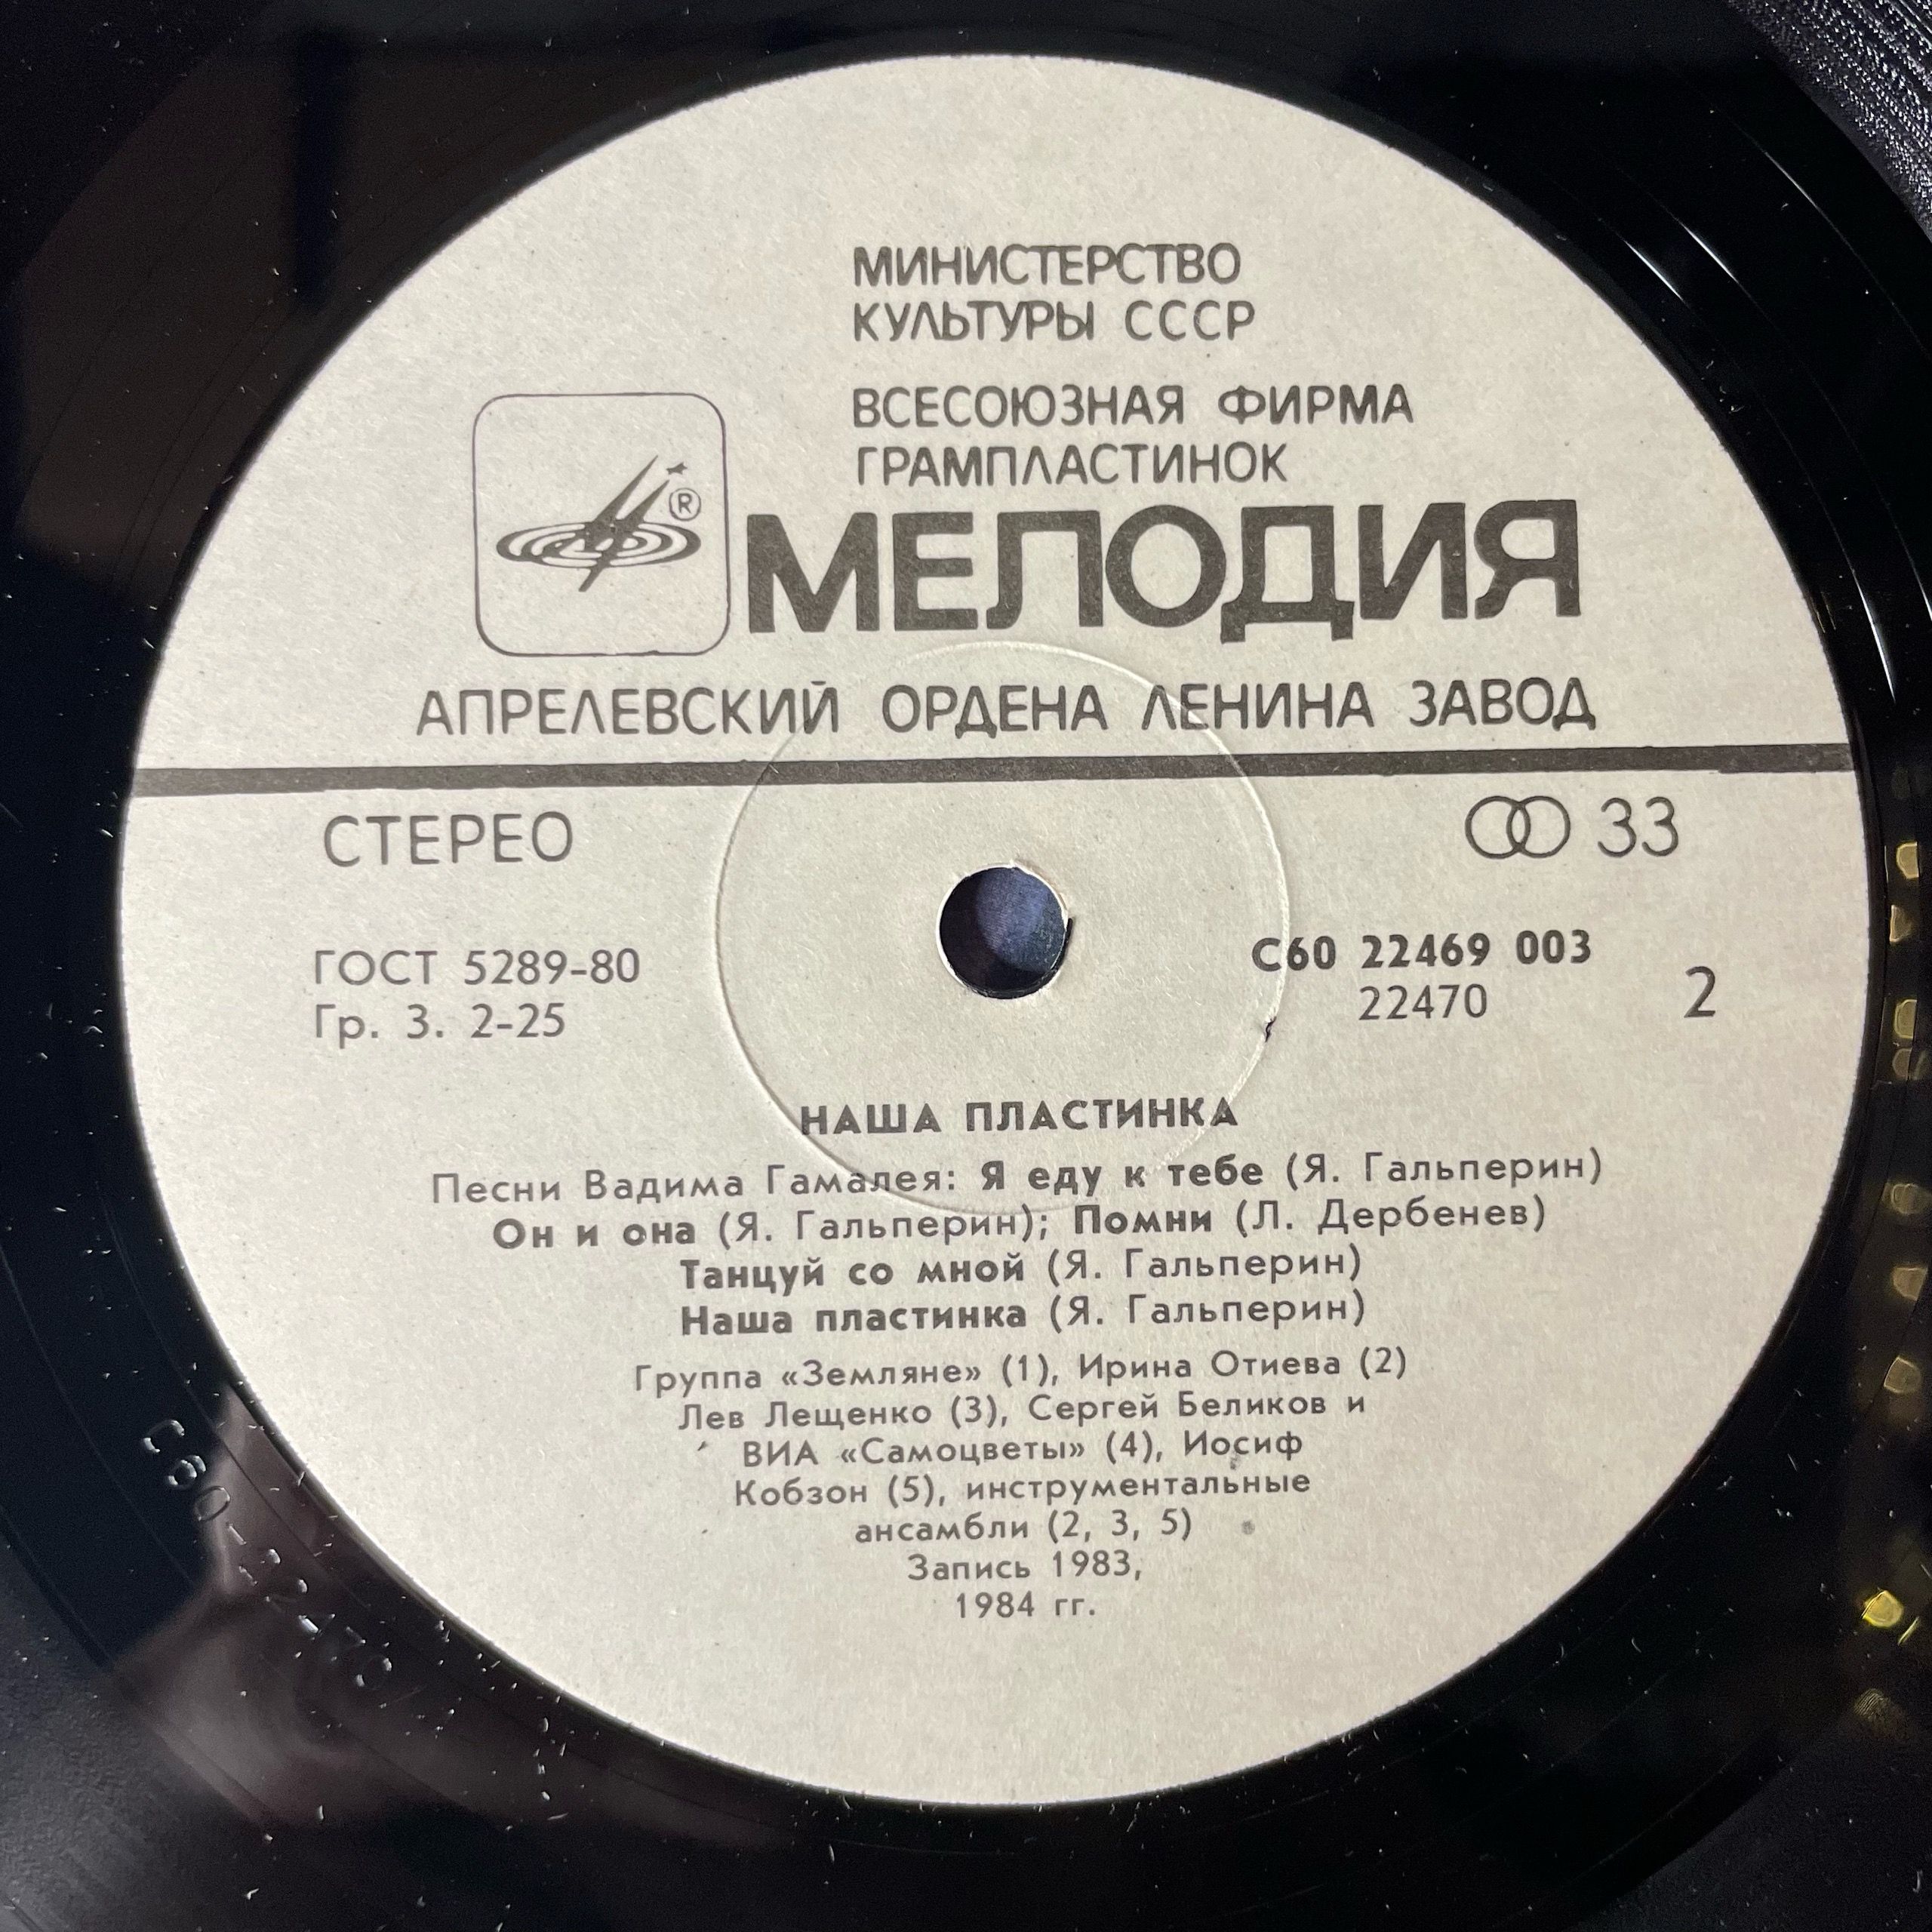 МИНИСТЕРСТВО
КУЛЬТУРЫ СССР
ВСЕСОЮЗНАЯ ФИРМА
ГРАМПЛАСТИНОК
®
МЕЛОДИЯ
АПРЕЛЕВСКИЙ ОРДЕНА ЛЕНИНА ЗАВОД
СТЕРЕО
33
ГОСТ 5289-80
Гр. 3. 2-25
С60 22469 003
22470
2
НАША ПЛАСТИНКА
Песни Вадима Гамалея: Я еду к тебе (Я. Гальперин)
Он и она (Я. Гальперин); Помни (Л. Дербенев)
Танцуй со мной (Я. Гальперин)
Наша пластинка (Я. Гальперин)
Группа «Земляне» (1), Ирина Отиева (2)
Лев Лещенко (3), Сергей Беликов и
ВИА «Самоцветы» (4), Иосиф
Кобзон (5), инструментальные
ансамбли (2, 3, 5)
Запись 1983,
1984 гг.